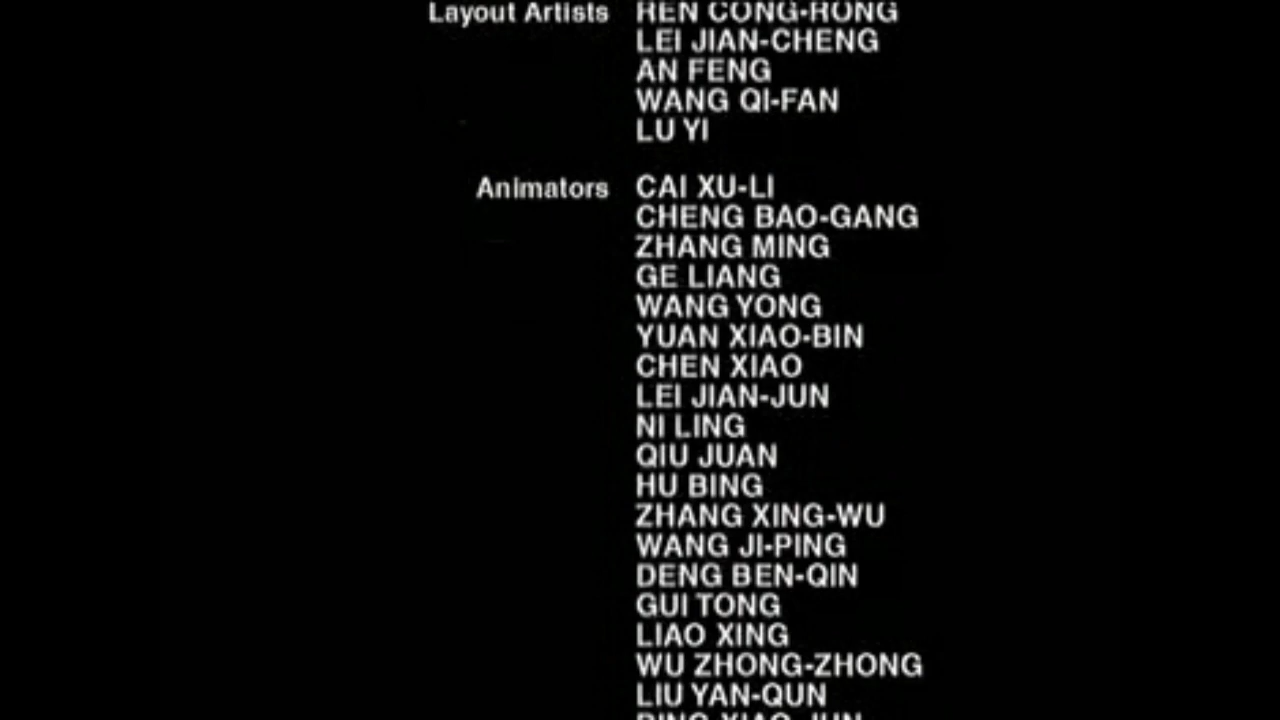 Layout Artists REN CONG-RONG
LEI JIAN-CHENG
AN FENG
WANG QI-FAN
LU YI
Animators CAI XU-LI
CHENG BAO-GANG
ZHANG MING
GE LIANG
WANG YONG
YUAN XIAO-BIN
CHEN XIAO
LEI JIAN-JUN
NI LING
QIU JUAN
HU BING
ZHANG XING-WU
WANG JI-PING
DENG BEN-QIN
GUI TONG
LIAO XING
WU ZHONG-ZHONG
LIU YAN-QUN
XIAO-JUN